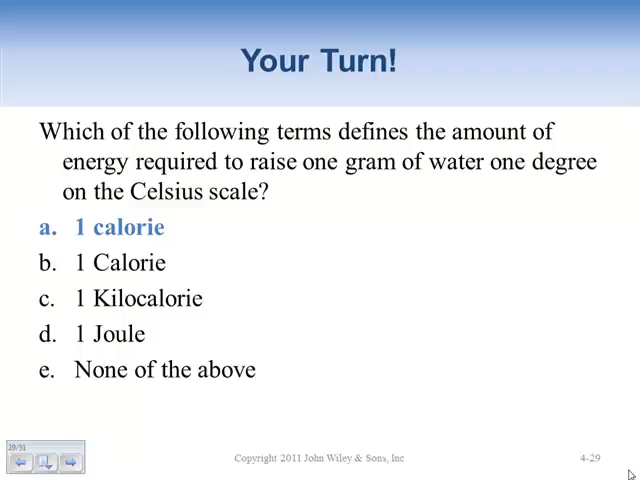 Your Turn!
Which of the following terms defines the amount of
energy required to raise one gram of water one degree
on the Celsius scale?
a. 1 calorie
b. 1 Calorie
c. 1 Kilocalorie
d. 1 Joule
e. None of the above
29/51
Copyright 2011 John Wiley & Sons, Inc
4-29